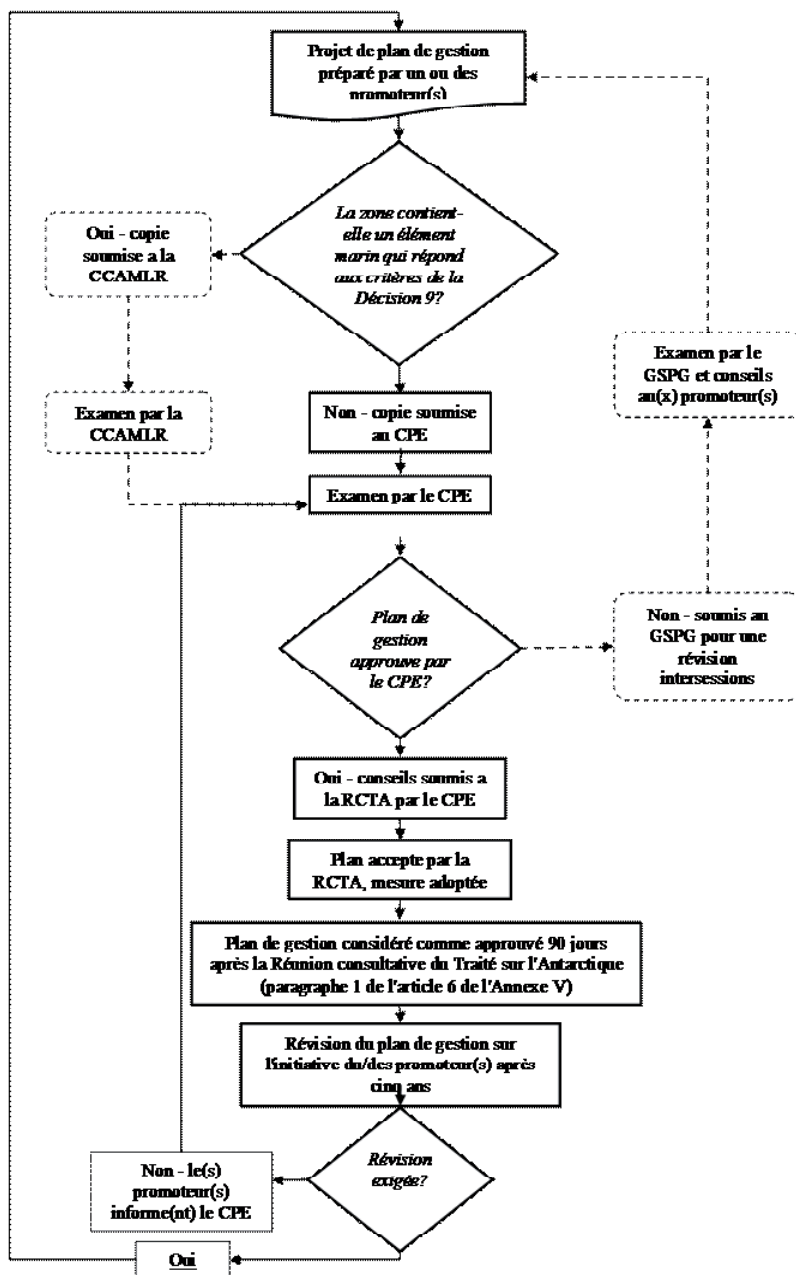 Projet de plan de gestion
préparé par un ou des
promoteur(s)
La zone contient-
elle un élément
marin qui répond
aux critères de la
Décision 9?
Oui - copie
soumise a la
CCAMLR
Examen par la
CCAMLR
Non - copie soumise
au CPE
Examen par le CPE
Examen par le
GSPG et conseils
au(x) promoteur(s)
Plan de
gestion
approuve par
le CPE?
Non - soumis au
GSPG pour une
révision
intersessions
Oui - conseils soumis a
la RCTA par le CPE
Plan accepte par la
RCTA, mesure adoptée
Plan de gestion considéré comme approuvé 90 jours
après la Réunion consultative du Traité sur l'Antarctique
(paragraphe 1 de l'article 6 de l'Annexe V)
Révision du plan de gestion sur
l'initiative du/des promoteur(s) après
cinq ans
Révision
exigée?
Non - le(s)
promoteur(s)
informe(nt) le CPE
Oui